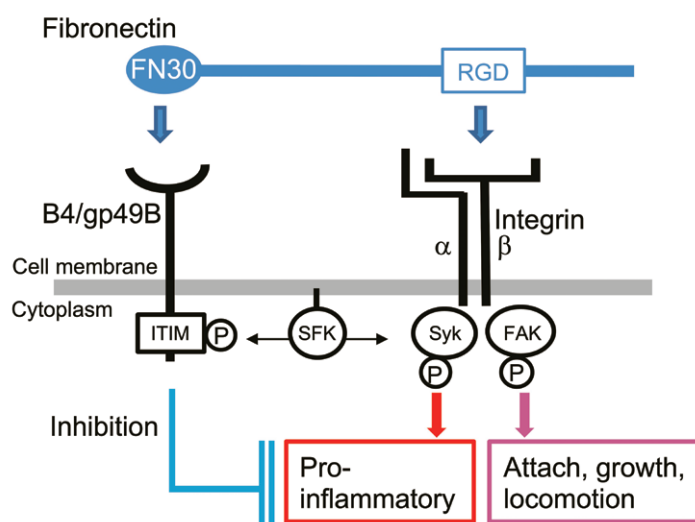 Fibronectin
FN30
RGD
B4/gp49B
Integrin
α
β
Cell membrane
Cytoplasm
ITIM
P
SFK
Syk
FAK
P
P
Inhibition
Pro-
inflammatory
Attach, growth,
locomotion